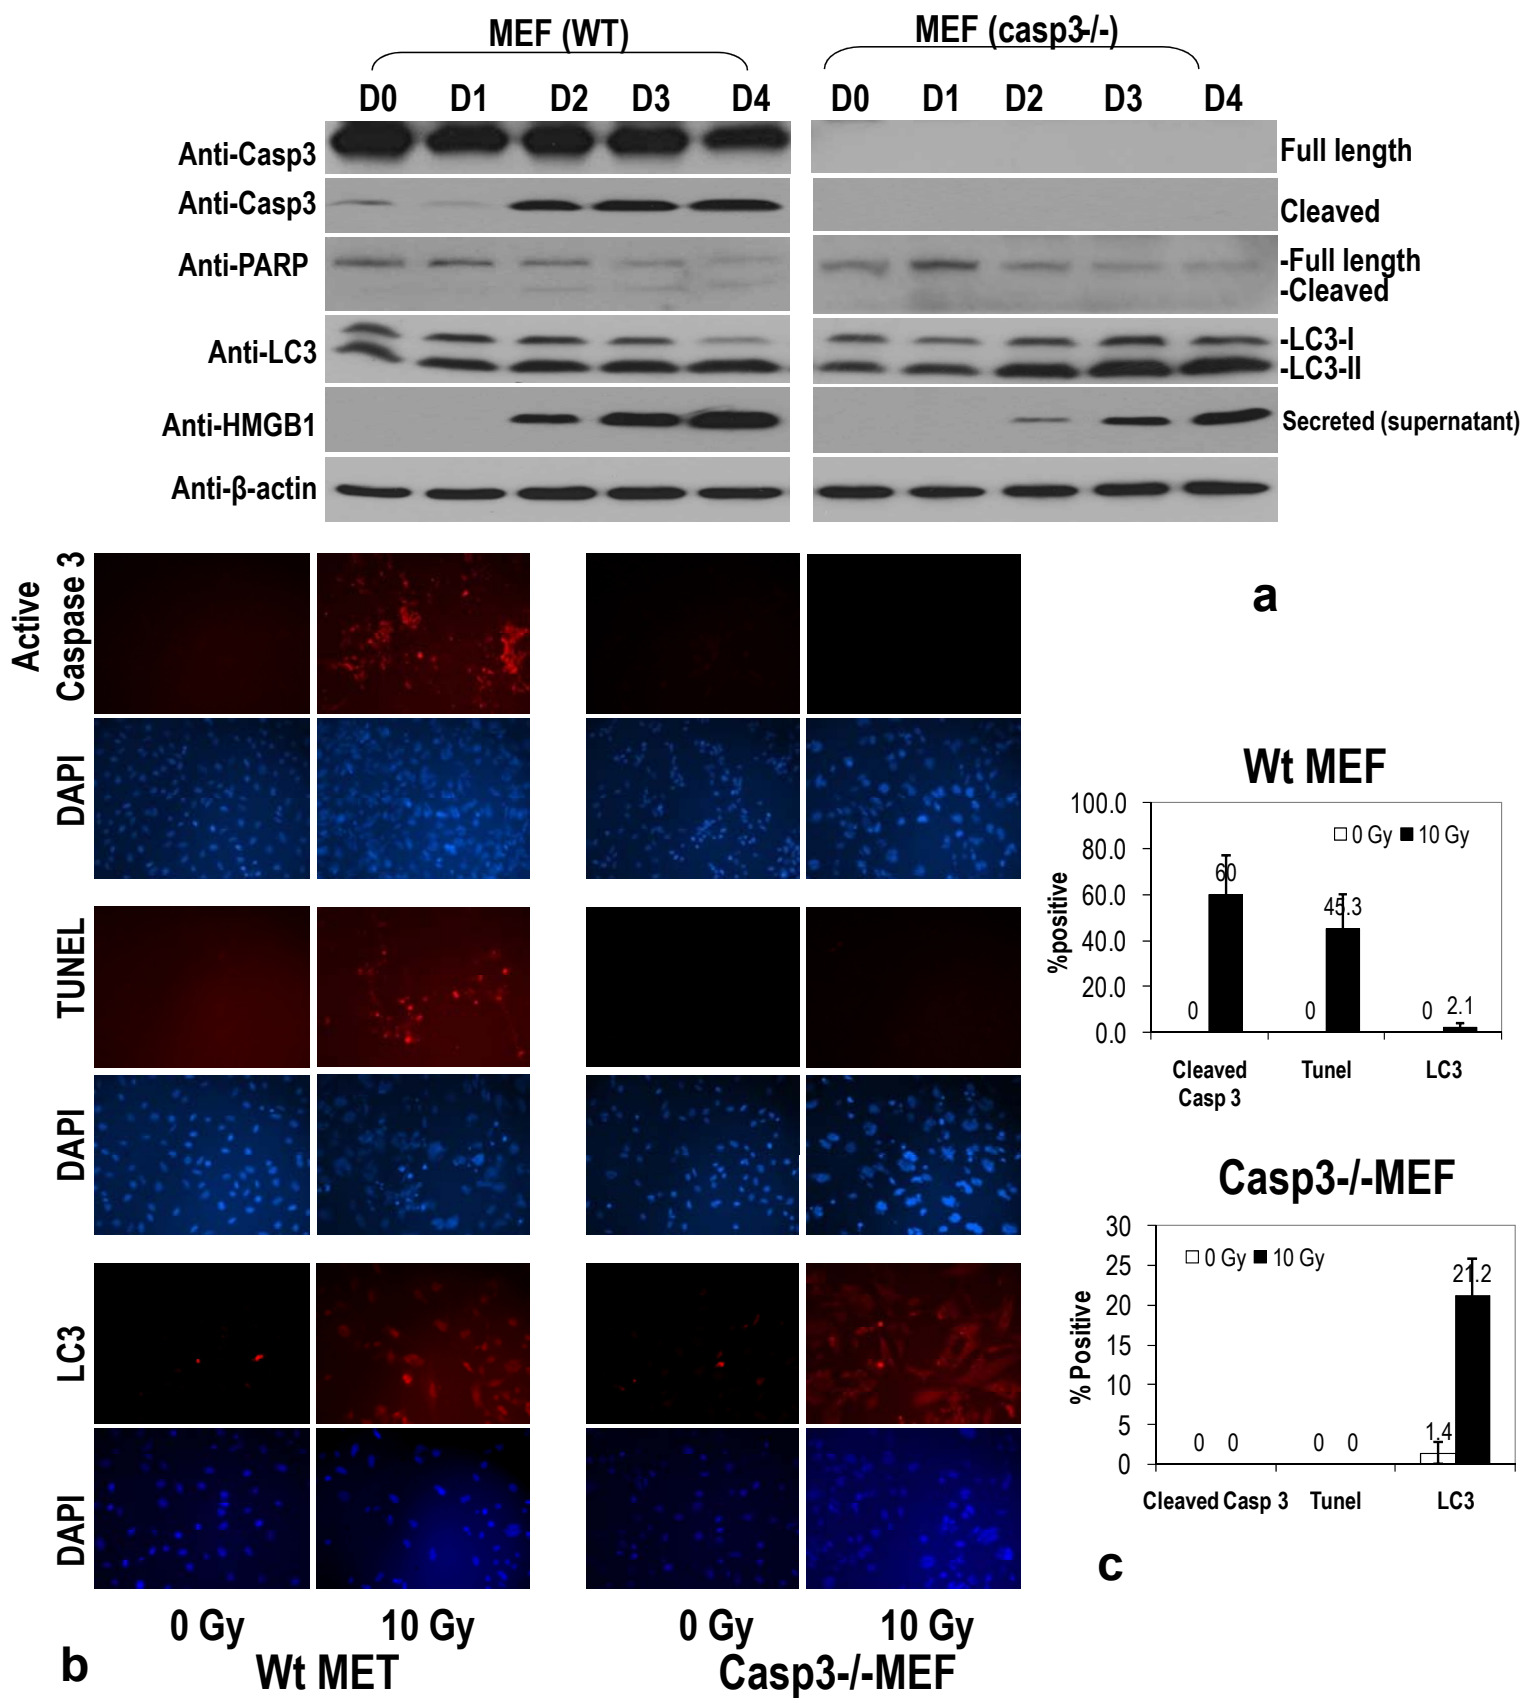 MEF (WT)
MEF (casp3-/-)
D0 D1 D2 D3 D4
D0 D1 D2 D3 D4
Anti-Casp3
Full length
Anti-Casp3
Cleaved
Anti-PARP
-Full length
-Cleaved
Anti-LC3
-LC3-I
-LC3-II
Anti-HMGB1
Secreted (supernatant)
Anti-β-actin
a
Active
Caspase 3
DAPI
TUNEL
DAPI
LC3
DAPI
0 Gy
10 Gy
0 Gy
10 Gy
b
Wt MET
Casp3-/-MEF
Wt MEF
100.0
80.0
60.0
40.0
20.0
0.0
%positive
0 Gy 10 Gy
60
45.3
0
0
0
2.1
Cleaved
Casp 3
Tunel
LC3
Casp3-/-MEF
30
25
20
15
10
5
0
% Positive
0 Gy 10 Gy
21.2
1.4
0 0
0 0
Cleaved Casp 3
Tunel
LC3
c